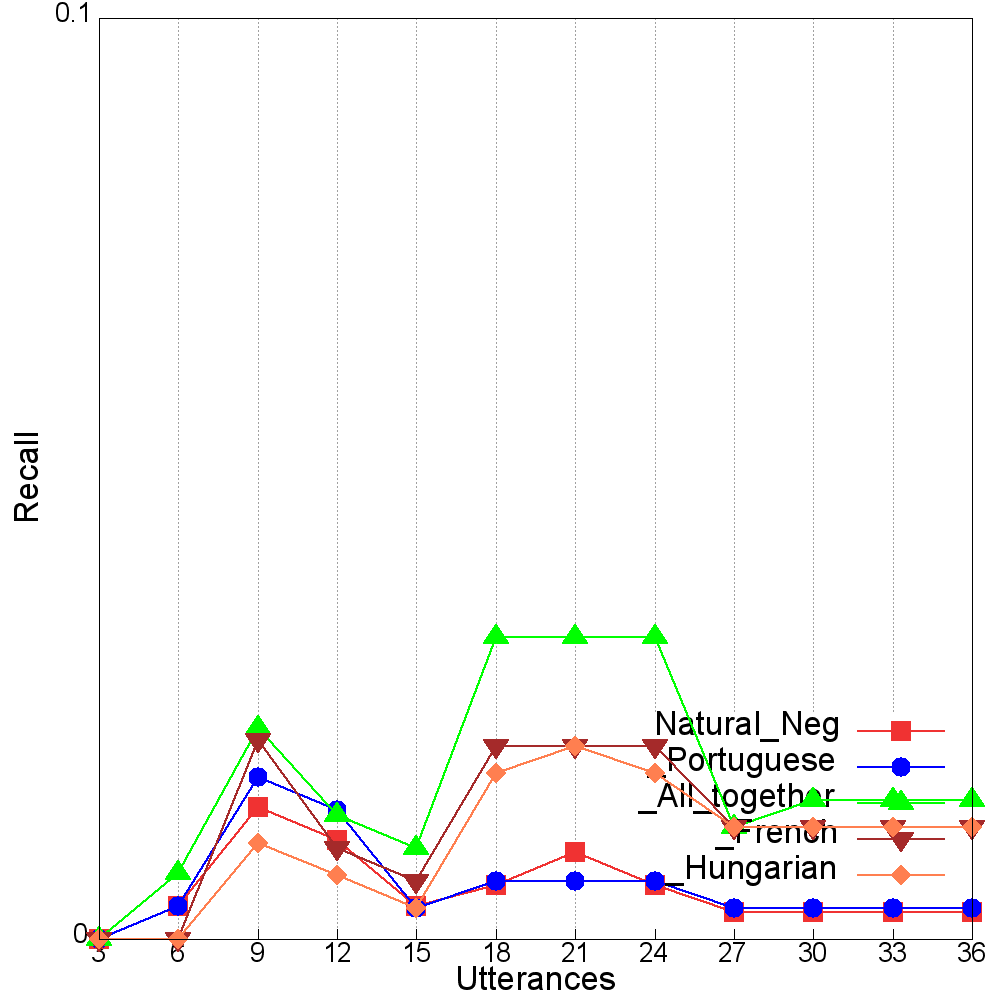 0.1
Recall
Natural_Neg
_Portuguese
_All_together
_French
_Hungarian
0
3 6 9 12 15 18 21 24 27 30 33 36
Utterances